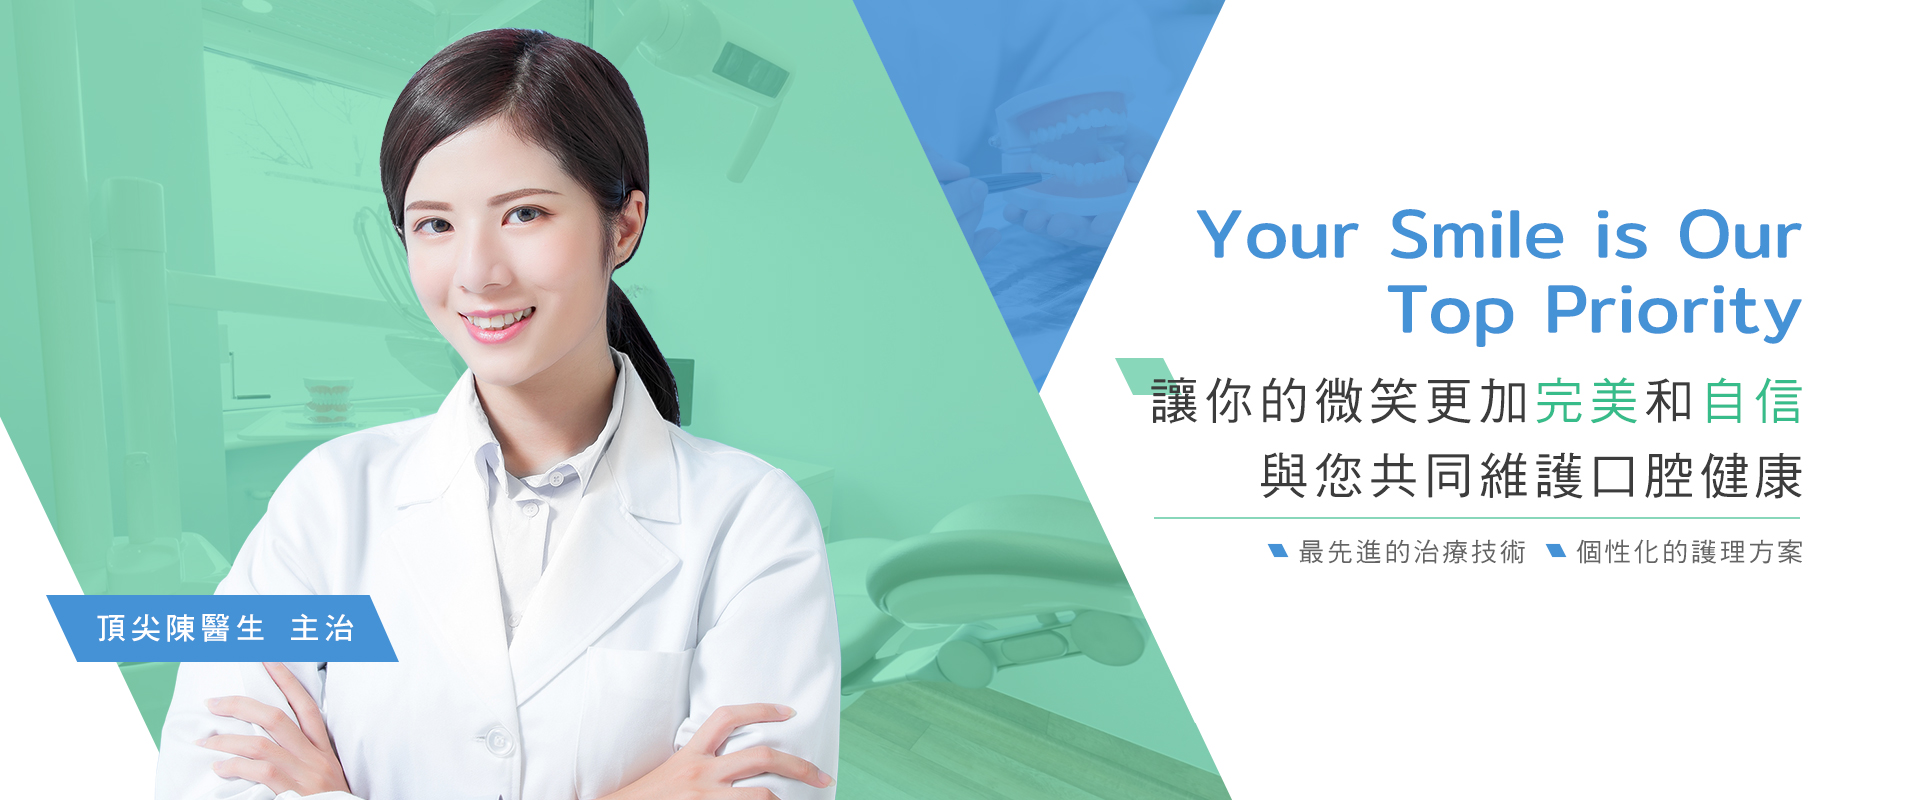 Your Smile is Our
Top Priority
讓你的微笑更加完美和自信
與您共同維護口腔健康
最先進的治療技術 個性化的護理方案
頂尖陳醫生 主治